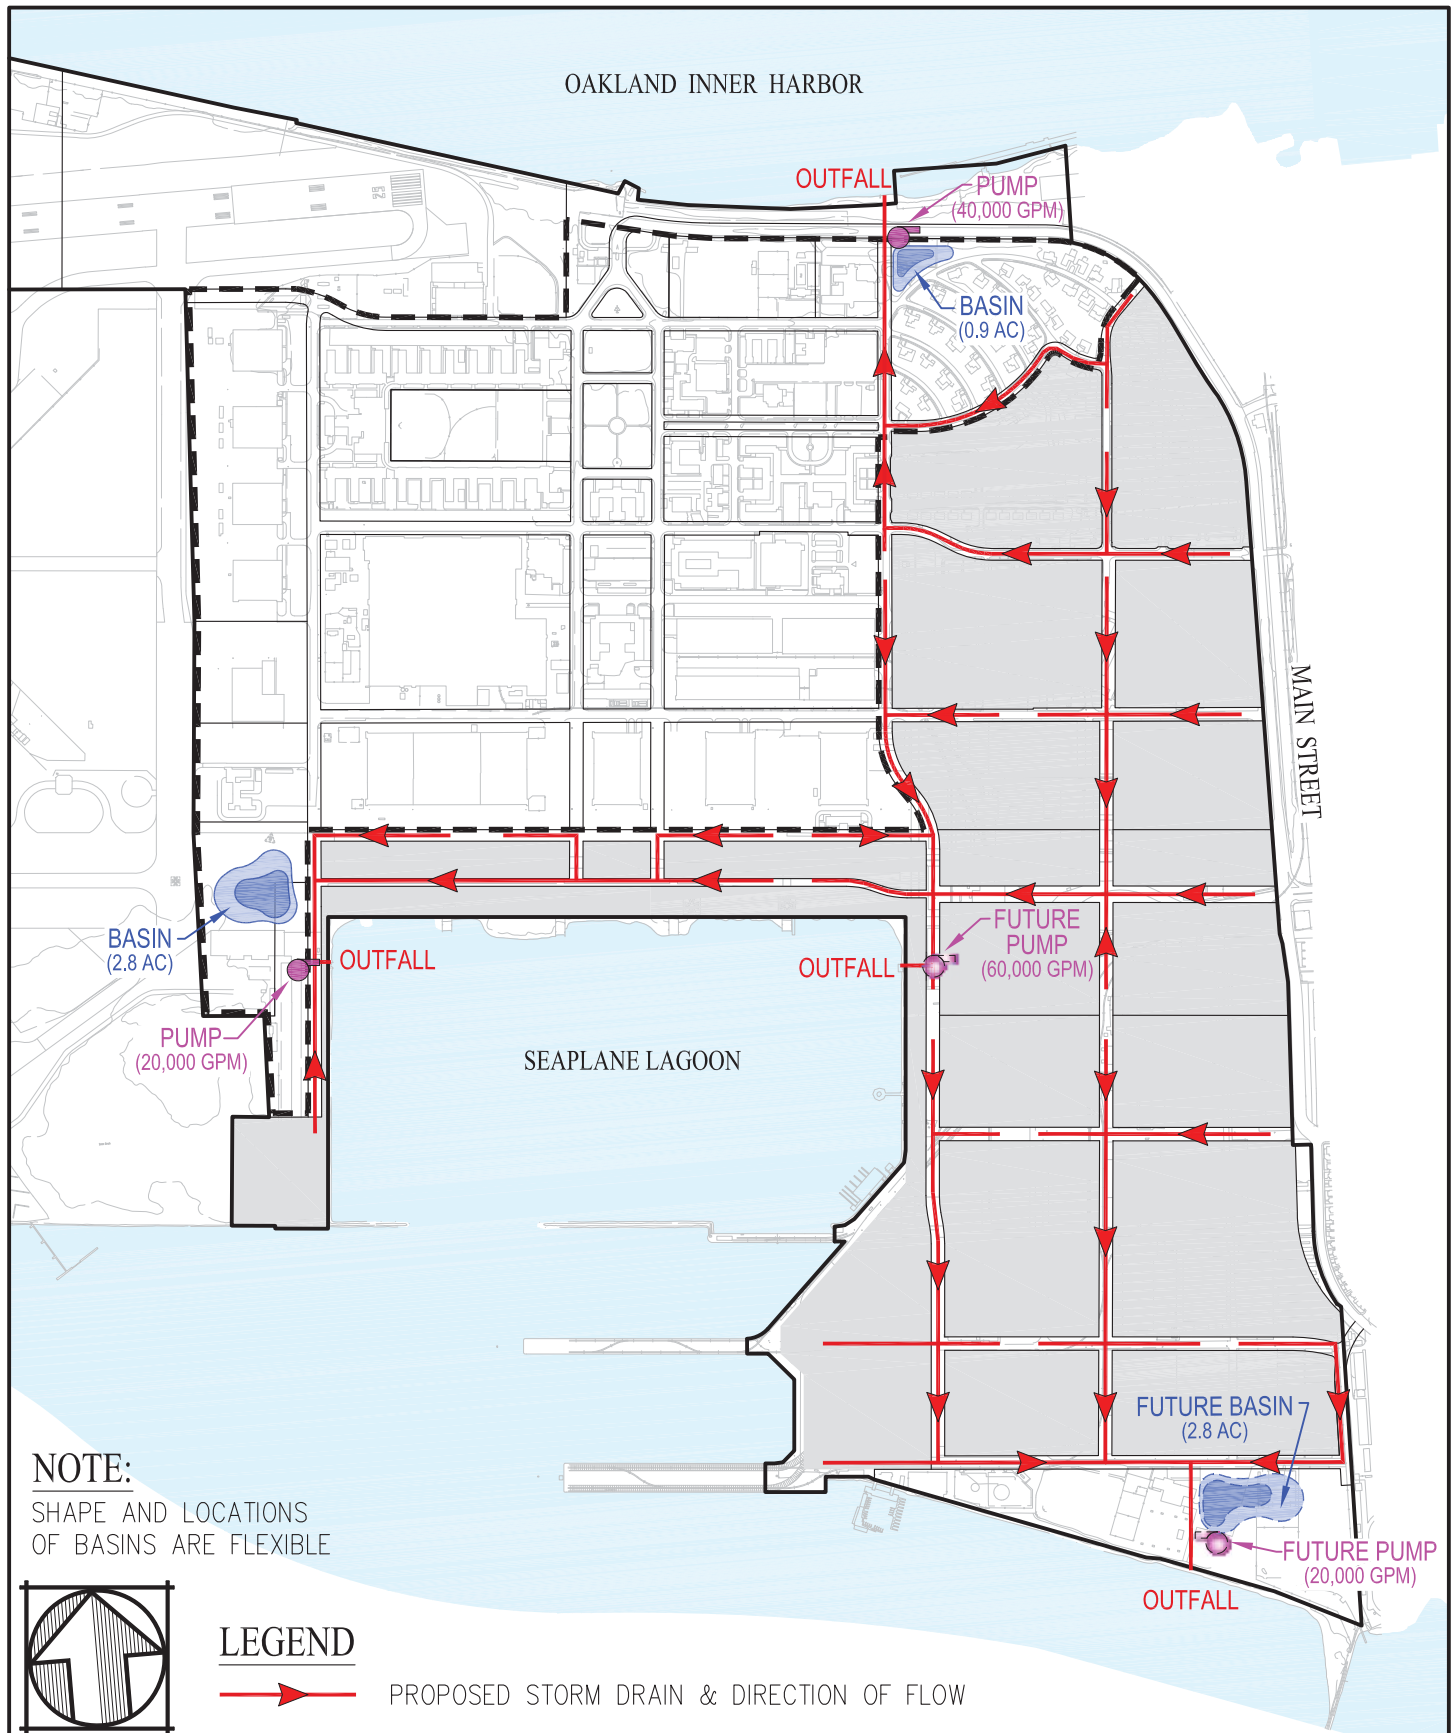 OAKLAND INNER HARBOR
OUTFALL
PUMP
(40,000 GPM)
BASIN
(0.9 AC)
MAIN STREET
BASIN
(2.8 AC)
OUTFALL
PUMP
(20,000 GPM)
OUTFALL
FUTURE
PUMP
(60,000 GPM)
SEAPLANE LAGOON
FUTURE BASIN
(2.8 AC)
FUTURE PUMP
(20,000 GPM)
OUTFALL
NOTE:
SHAPE AND LOCATIONS
OF BASINS ARE FLEXIBLE
LEGEND
PROPOSED STORM DRAIN & DIRECTION OF FLOW